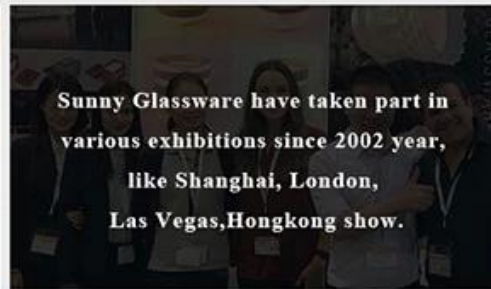 Sunny Glassware have taken part in
various exhibitions since 2002 year,
like Shanghai, London,
Las Vegas,Hongkong show.